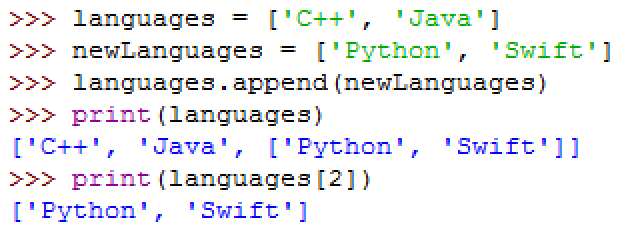 >>> languages = ['C++', 'Java']
>>> newLanguages = ['Python', 'Swift']
>>> languages.append(newLanguages)
>>> print(languages)
['C++', 'Java', ['Python', 'Swift']]
>>> print(languages[2])
['Python', 'Swift']